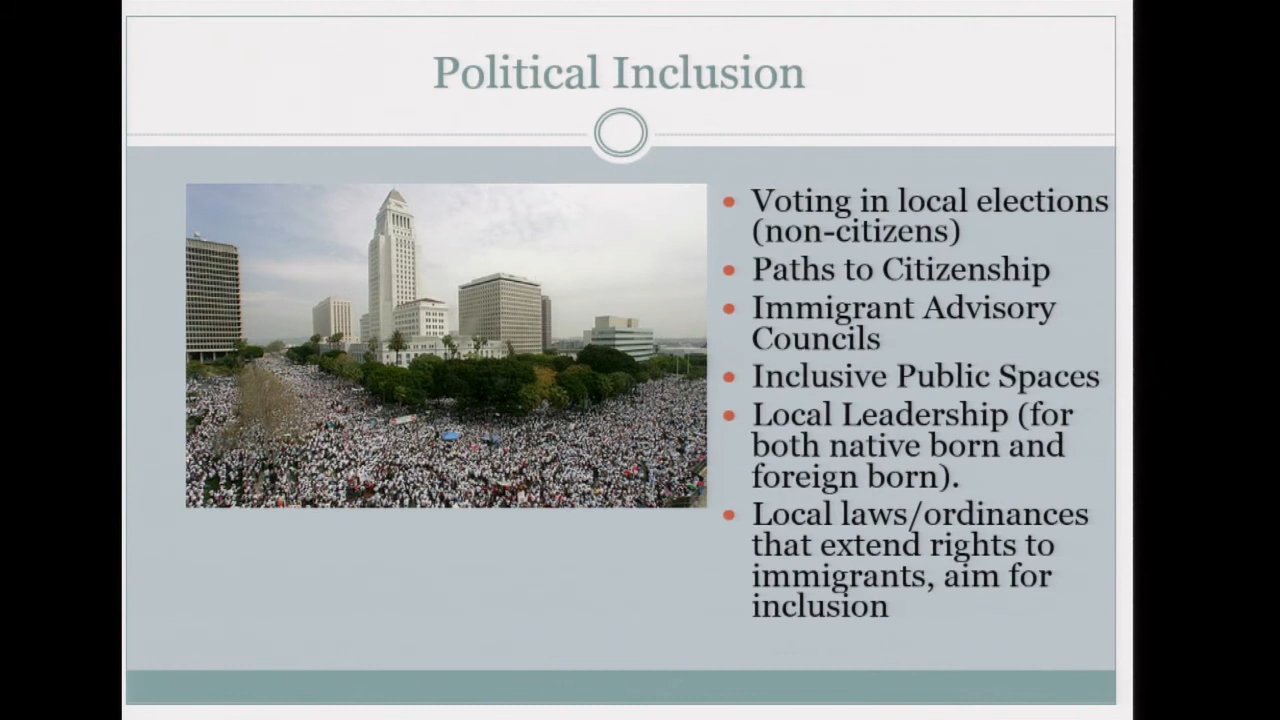 Political Inclusion
Voting in local elections
(non-citizens)
Paths to Citizenship
Immigrant Advisory
Councils
Inclusive Public Spaces
Local Leadership (for
both native born and
foreign born).
Local laws/ordinances
that extend rights to
immigrants, aim for
inclusion